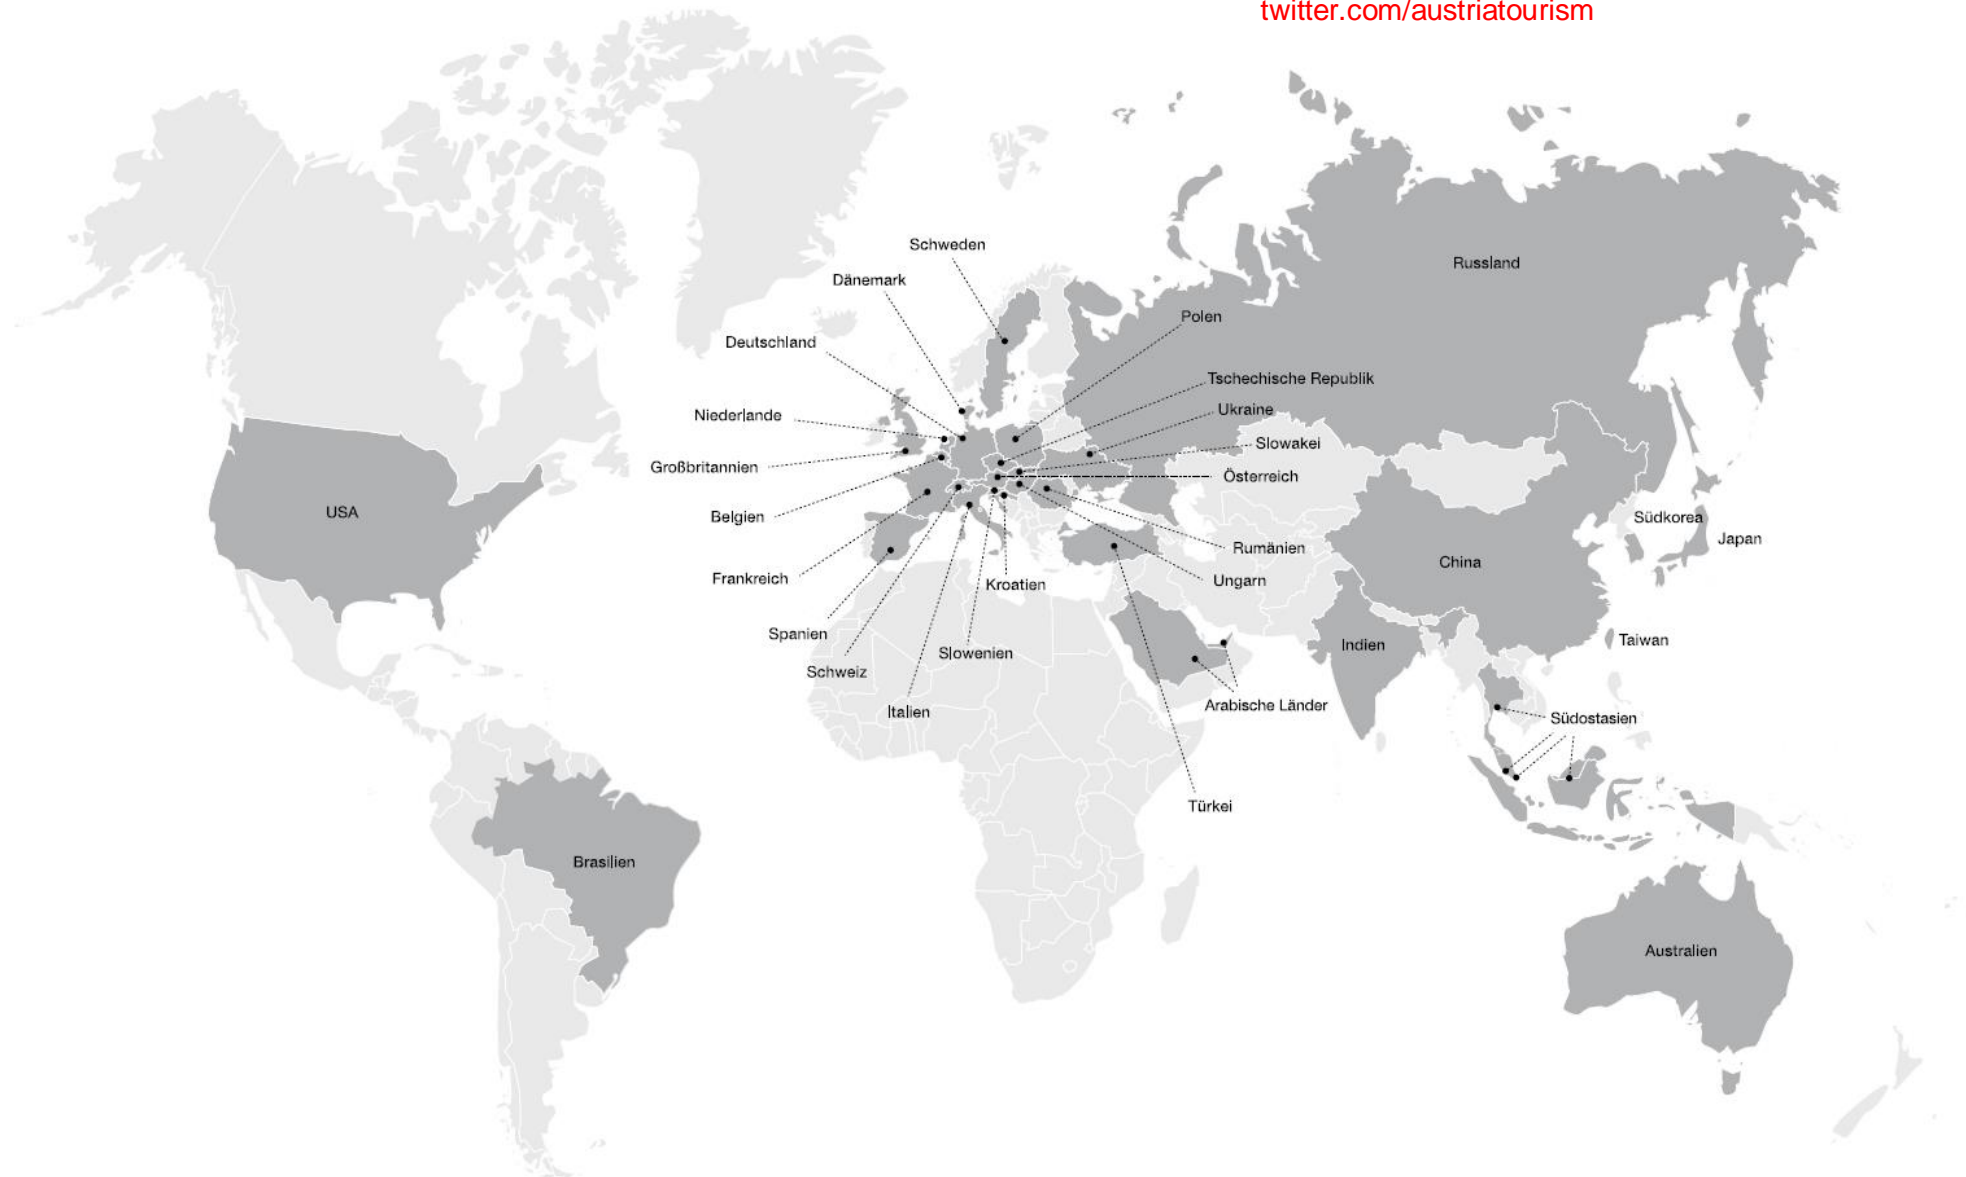 twitter.com/austriatourism
Schweden
Russland
Dänemark
Polen
Deutschland
Tschechische Republik
Ukraine
Niederlande
Slowakei
Großbritannien
Österreich
USA
Belgien
Südkorea
Japan
Rumänien
China
Frankreich
Ungarn
Kroatien
Spanien
Taiwan
Indien
Slowenien
Schweiz
Arabische Länder
Italien
Südostasien
Türkei
Brasilien
Australien